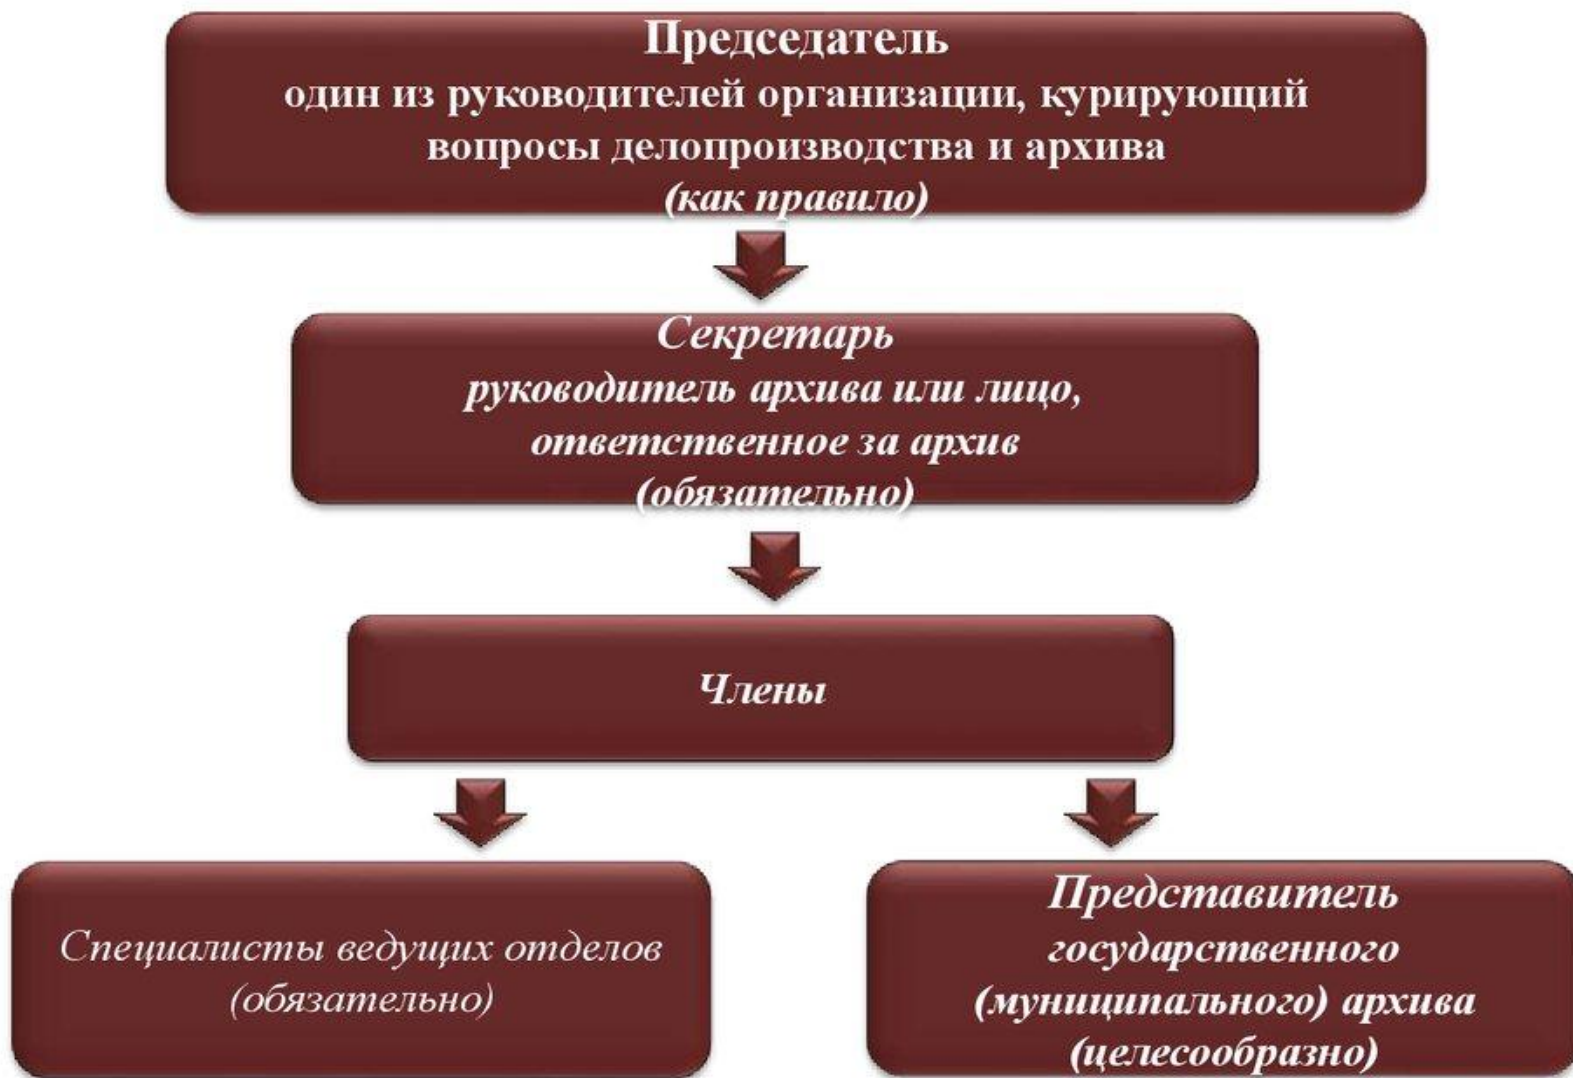 Председатель
один из руководителей организации, курирующий
вопросы делопроизводства и архива
(как правило)
Секретарь
руководитель архива или лицо,
ответственное за архив
(обязательно)
Члены
Специалисты ведущих отделов
(обязательно)
Представитель
государственного
(муниципального) архива
(целесообразно)